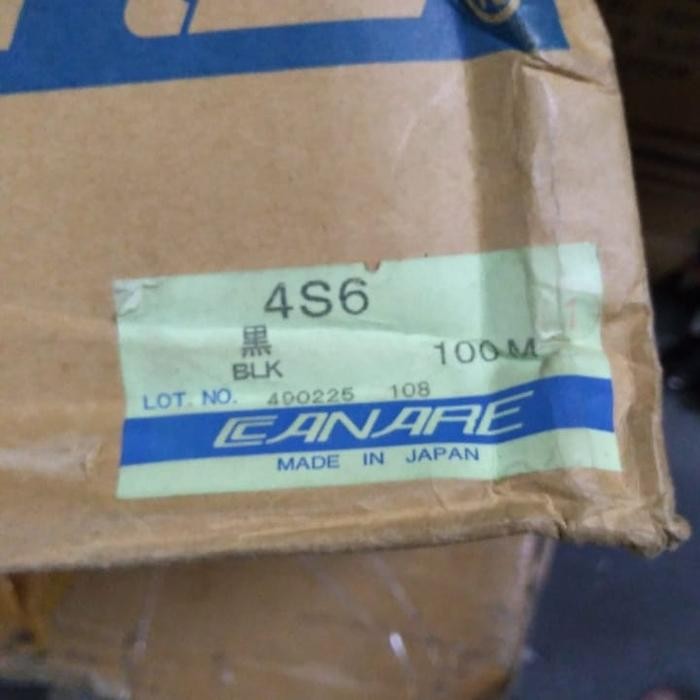 4S6
黒
BLK 100M
LOT. NO. 490225 108
CANARE
MADE IN JAPAN